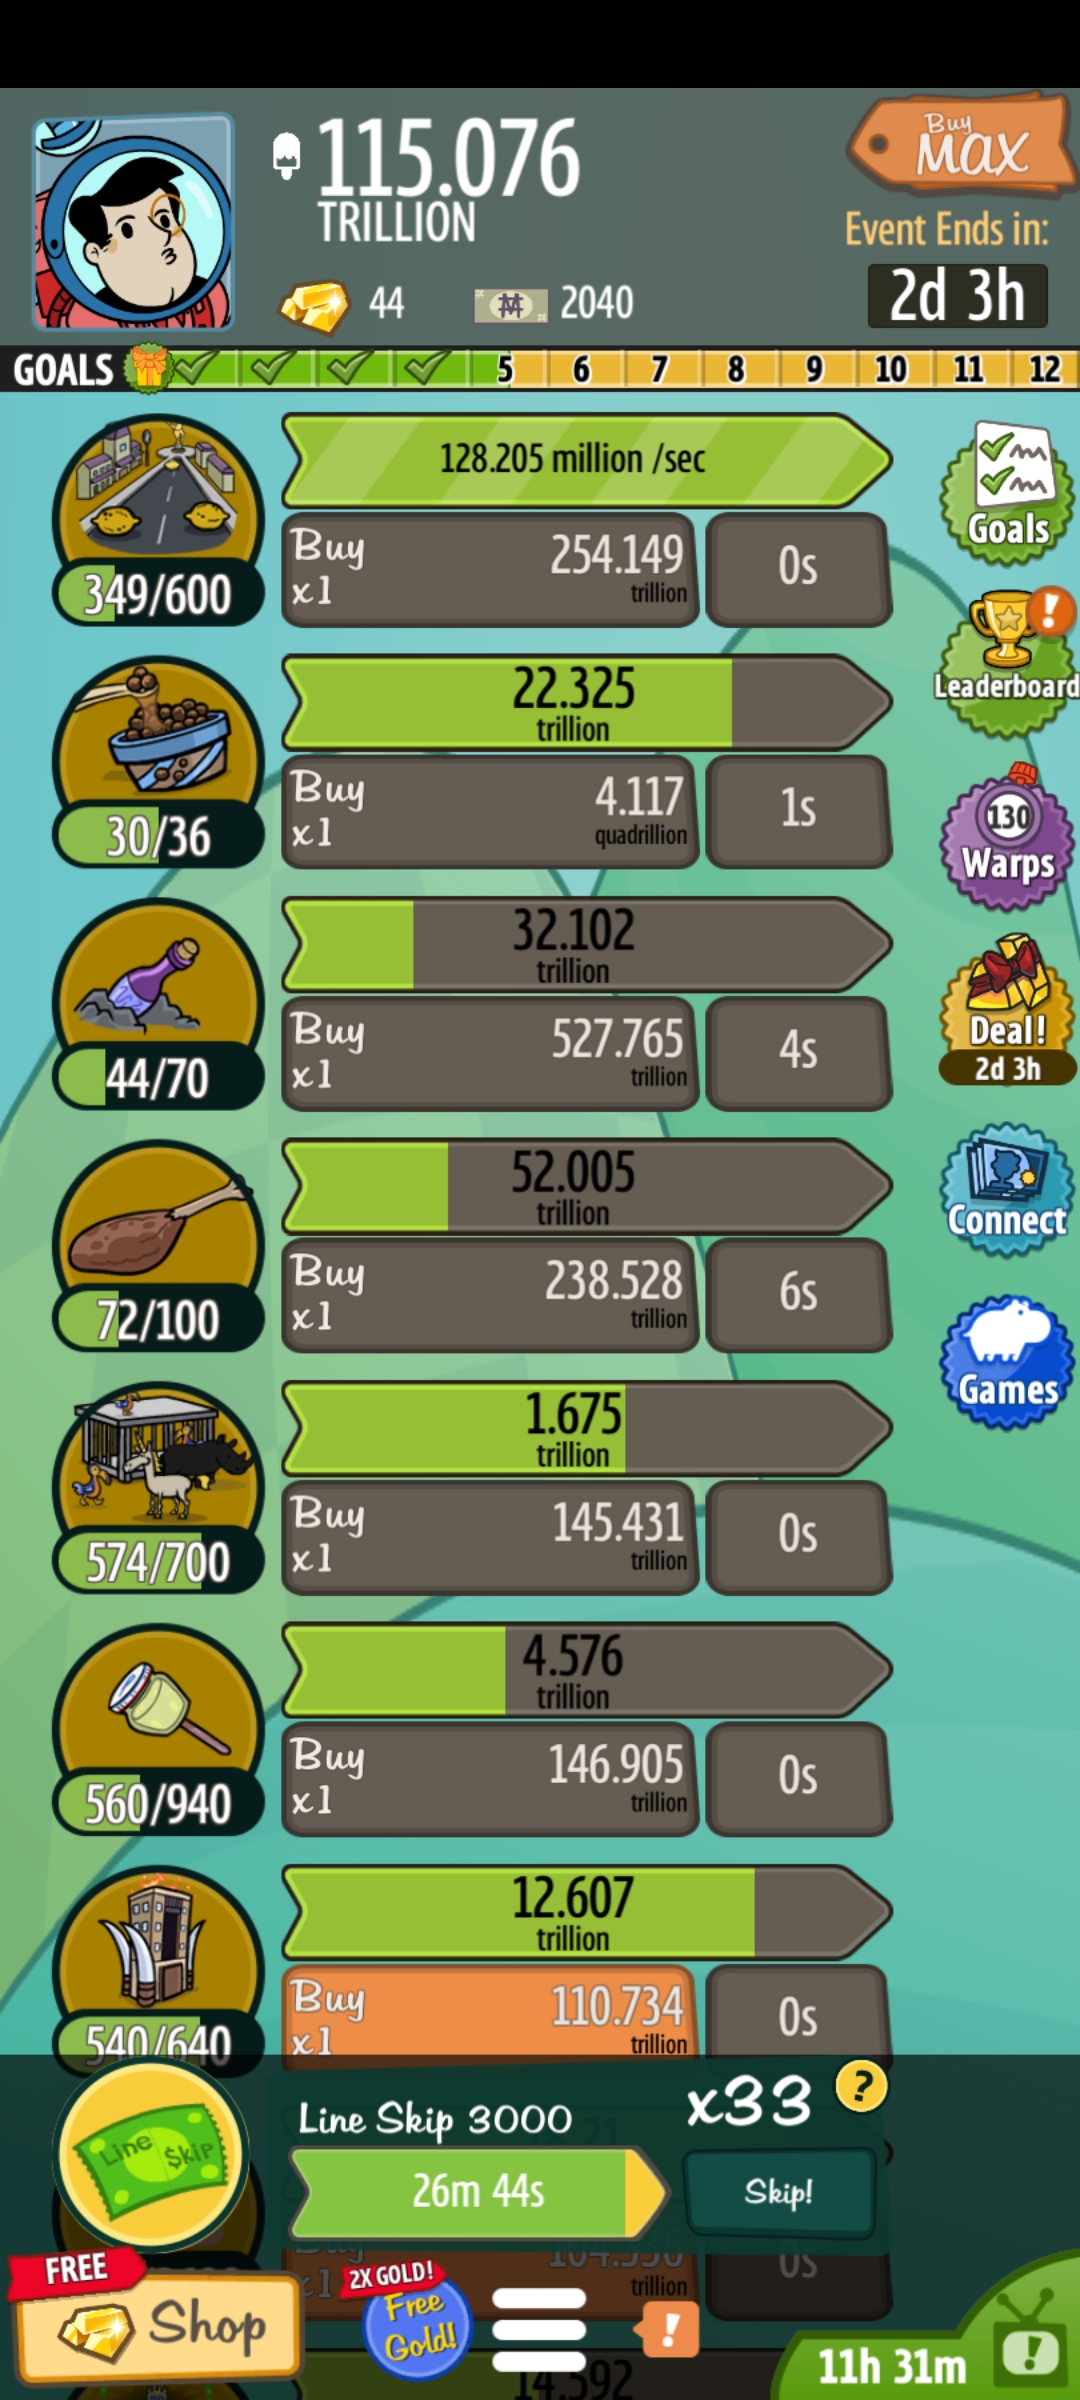 115.076
TRILLION
Buy
MAX
Event Ends in:
2d 3h
44
2040
GOALS
5 6 7 8 9 10 11 12
128.205 million /sec
Buy
x1
254.149
trillion
0s
349/600
Goals
22.325
trillion
Buy
x1
4.117
quadrillion
1s
30/36
!
Leaderboard
130
Warps
32.102
trillion
Buy
x1
527.765
trillion
4s
44/70
Deal!
2d 3h
52.005
trillion
Buy
x1
238.528
trillion
6s
72/100
Connect
1.675
trillion
Buy
x1
145.431
trillion
0s
574/700
Games
4.576
trillion
Buy
x1
146.905
trillion
0s
560/940
12.607
trillion
Buy
x1
110.734
trillion
0s
540/640
Line Skip
Line Skip 3000
x33
?
26m 44s
Skip!
trillion
0s
FREE
Shop
2X GOLD!
Free
Gold!
!
14.592
11h 31m
!